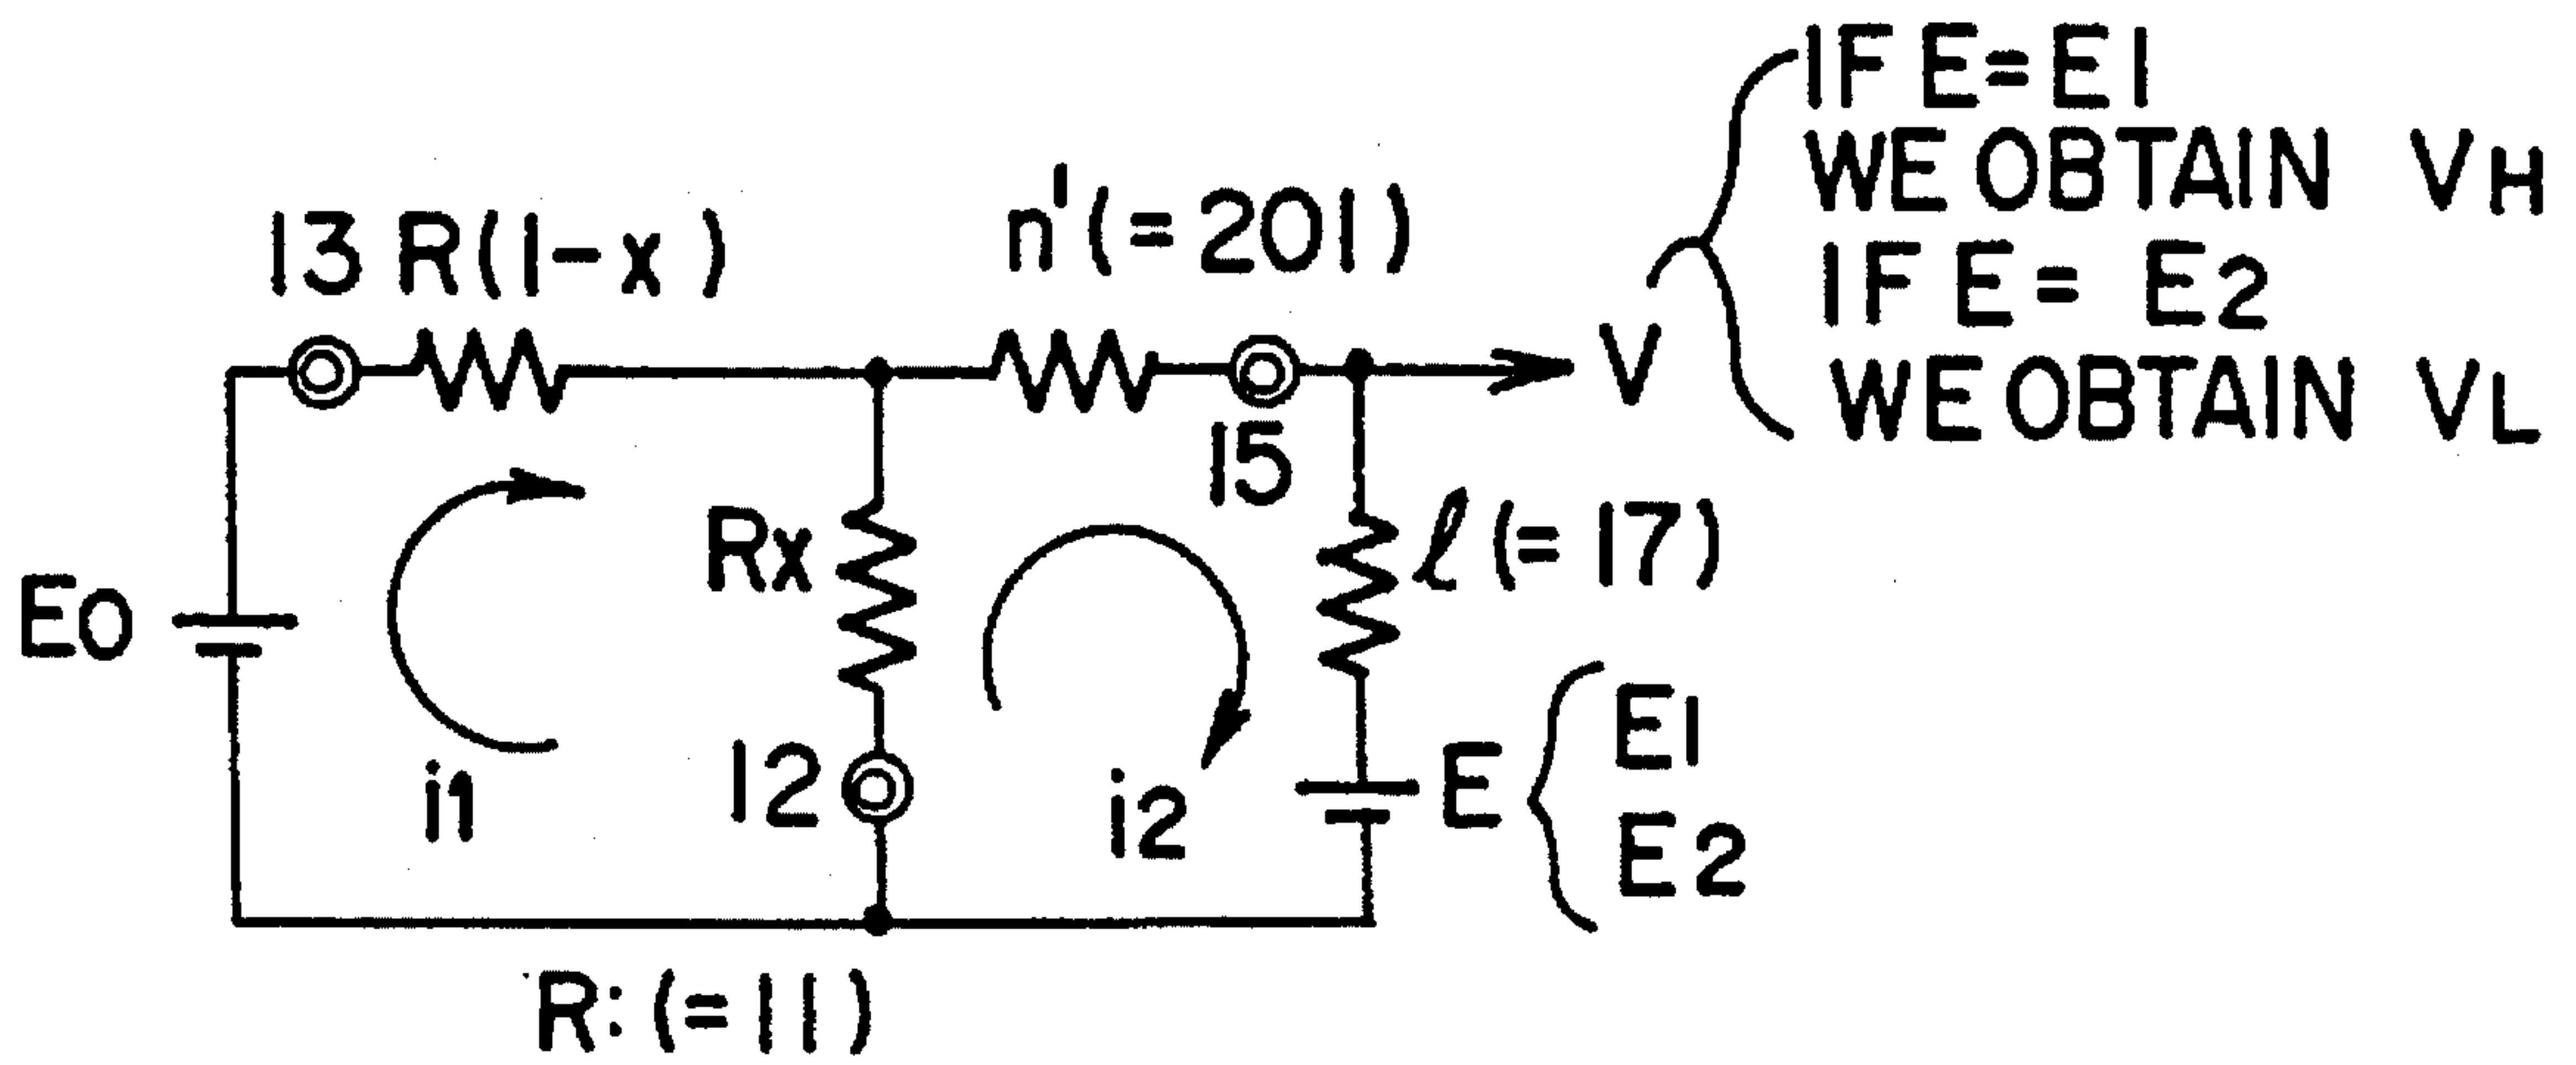 IF E=E1
WE OBTAIN VH
IF E= E2
WE OBTAIN VL
13 R(1-x)
n'(=201)
V
15
Rx
ℓ(=17)
E0
E
E1
E2
12
i1
i2
R:(=11)